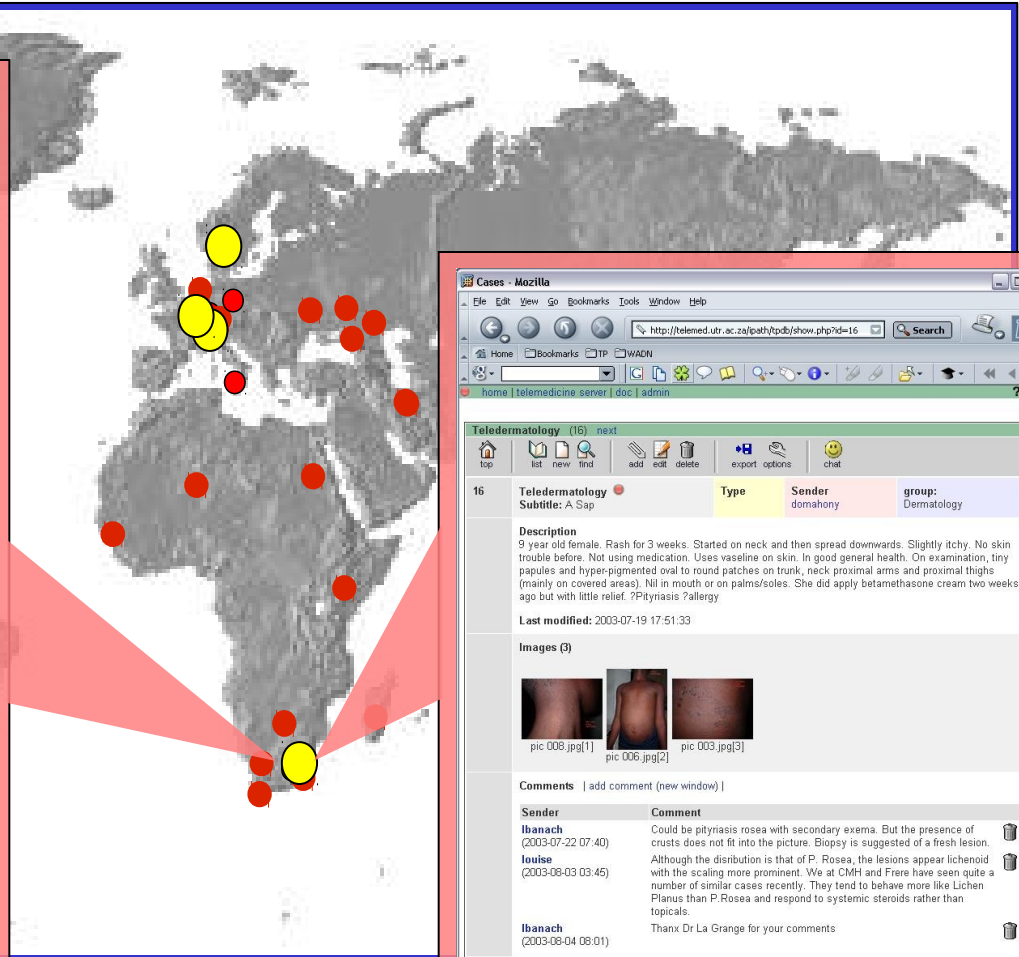 Cases - Mozilla
File Edit View Go Bookmarks Tools Window Help
http://telemed.utr.ac.za/ipath/tpdb/show.php?id=16 Search
Home Bookmarks TP WADN
home | telemedicine server | doc | admin ?
Teledermatology (16) next
top list new find add edit delete export options chat
16 Teledermatology Type Sender group:
Subtitle: A Sap domahony Dermatology
Description
9 year old female. Rash for 3 weeks. Started on neck and then spread downwards. Slightly itchy. No skin
trouble before. Not using medication. Uses vaseline on skin. In good general health. On examination, tiny
papules and hyper-pigmented oval to round patches on trunk, neck proximal arms and proximal thighs
(mainly on covered areas). Nil in mouth or on palms/soles. She did apply betamethasone cream two weeks
ago but with little relief. ?Pityriasis ?allergy
Last modified: 2003-07-19 17:51:33
Images (3)
pic 008.jpg[1] pic 006.jpg[2] pic 003.jpg[3]
Comments | add comment (new window) |
Sender Comment
lbanach Could be pityriasis rosea with secondary exema. But the presence of
(2003-07-22 07:40) crusts does not fit into the picture. Biopsy is suggested of a fresh lesion.
louise Although the disribution is that of P. Rosea, the lesions appear lichenoid
(2003-08-03 03:45) with the scaling more prominent. We at CMH and Frere have seen quite a
number of similar cases recently. They tend to behave more like Lichen
Planus than P.Rosea and respond to systemic steroids rather than
topicals.
lbanach Thanx Dr La Grange for your comments
(2003-08-04 08:01)